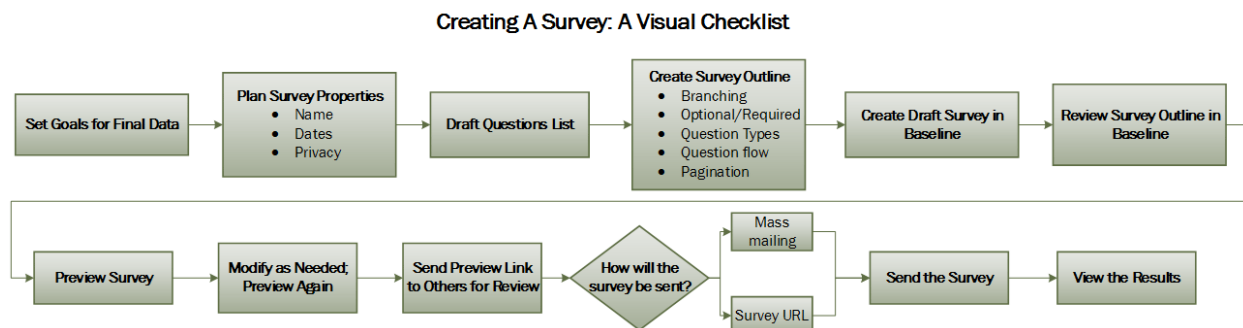 Creating A Survey: A Visual Checklist
Set Goals for Final Data
Plan Survey Properties
• Name
• Dates
• Privacy
Draft Questions List
Create Survey Outline
• Branching
• Optional/Required
• Question Types
• Question flow
• Pagination
Create Draft Survey in
Baseline
Review Survey Outline in
Baseline
Preview Survey
Modify as Needed;
Preview Again
Send Preview Link
to Others for Review
How will the
survey be sent?
Mass
mailing
Survey URL
Send the Survey
View the Results